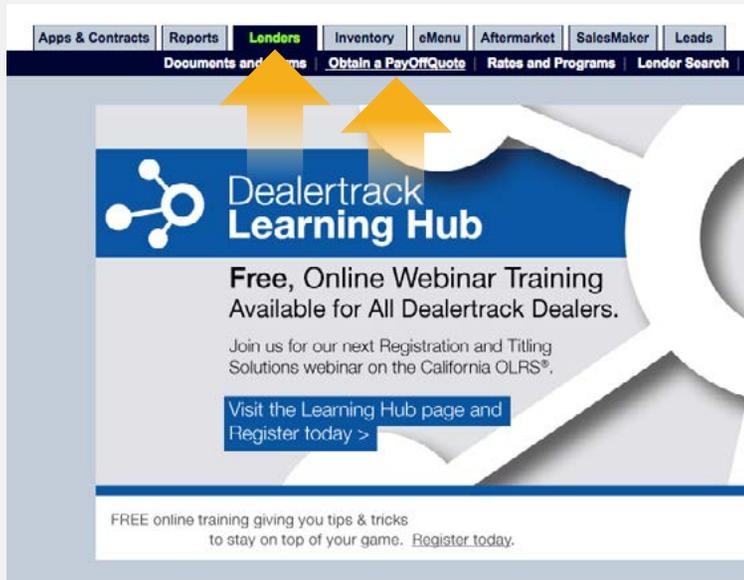 Apps & Contracts Reports Lenders Inventory eMenu Aftermarket SalesMaker Leads
Documents and | Obtain a PayOffQuote | Rates and Programs | Lender Search |
Dealertrack
Learning Hub
Free, Online Webinar Training
Available for All Dealertrack Dealers.
Join us for our next Registration and Titling
Solutions webinar on the California OLRS®.
Visit the Learning Hub page and
Register today >
FREE online training giving you tips & tricks
to stay on top of your game. Register today.